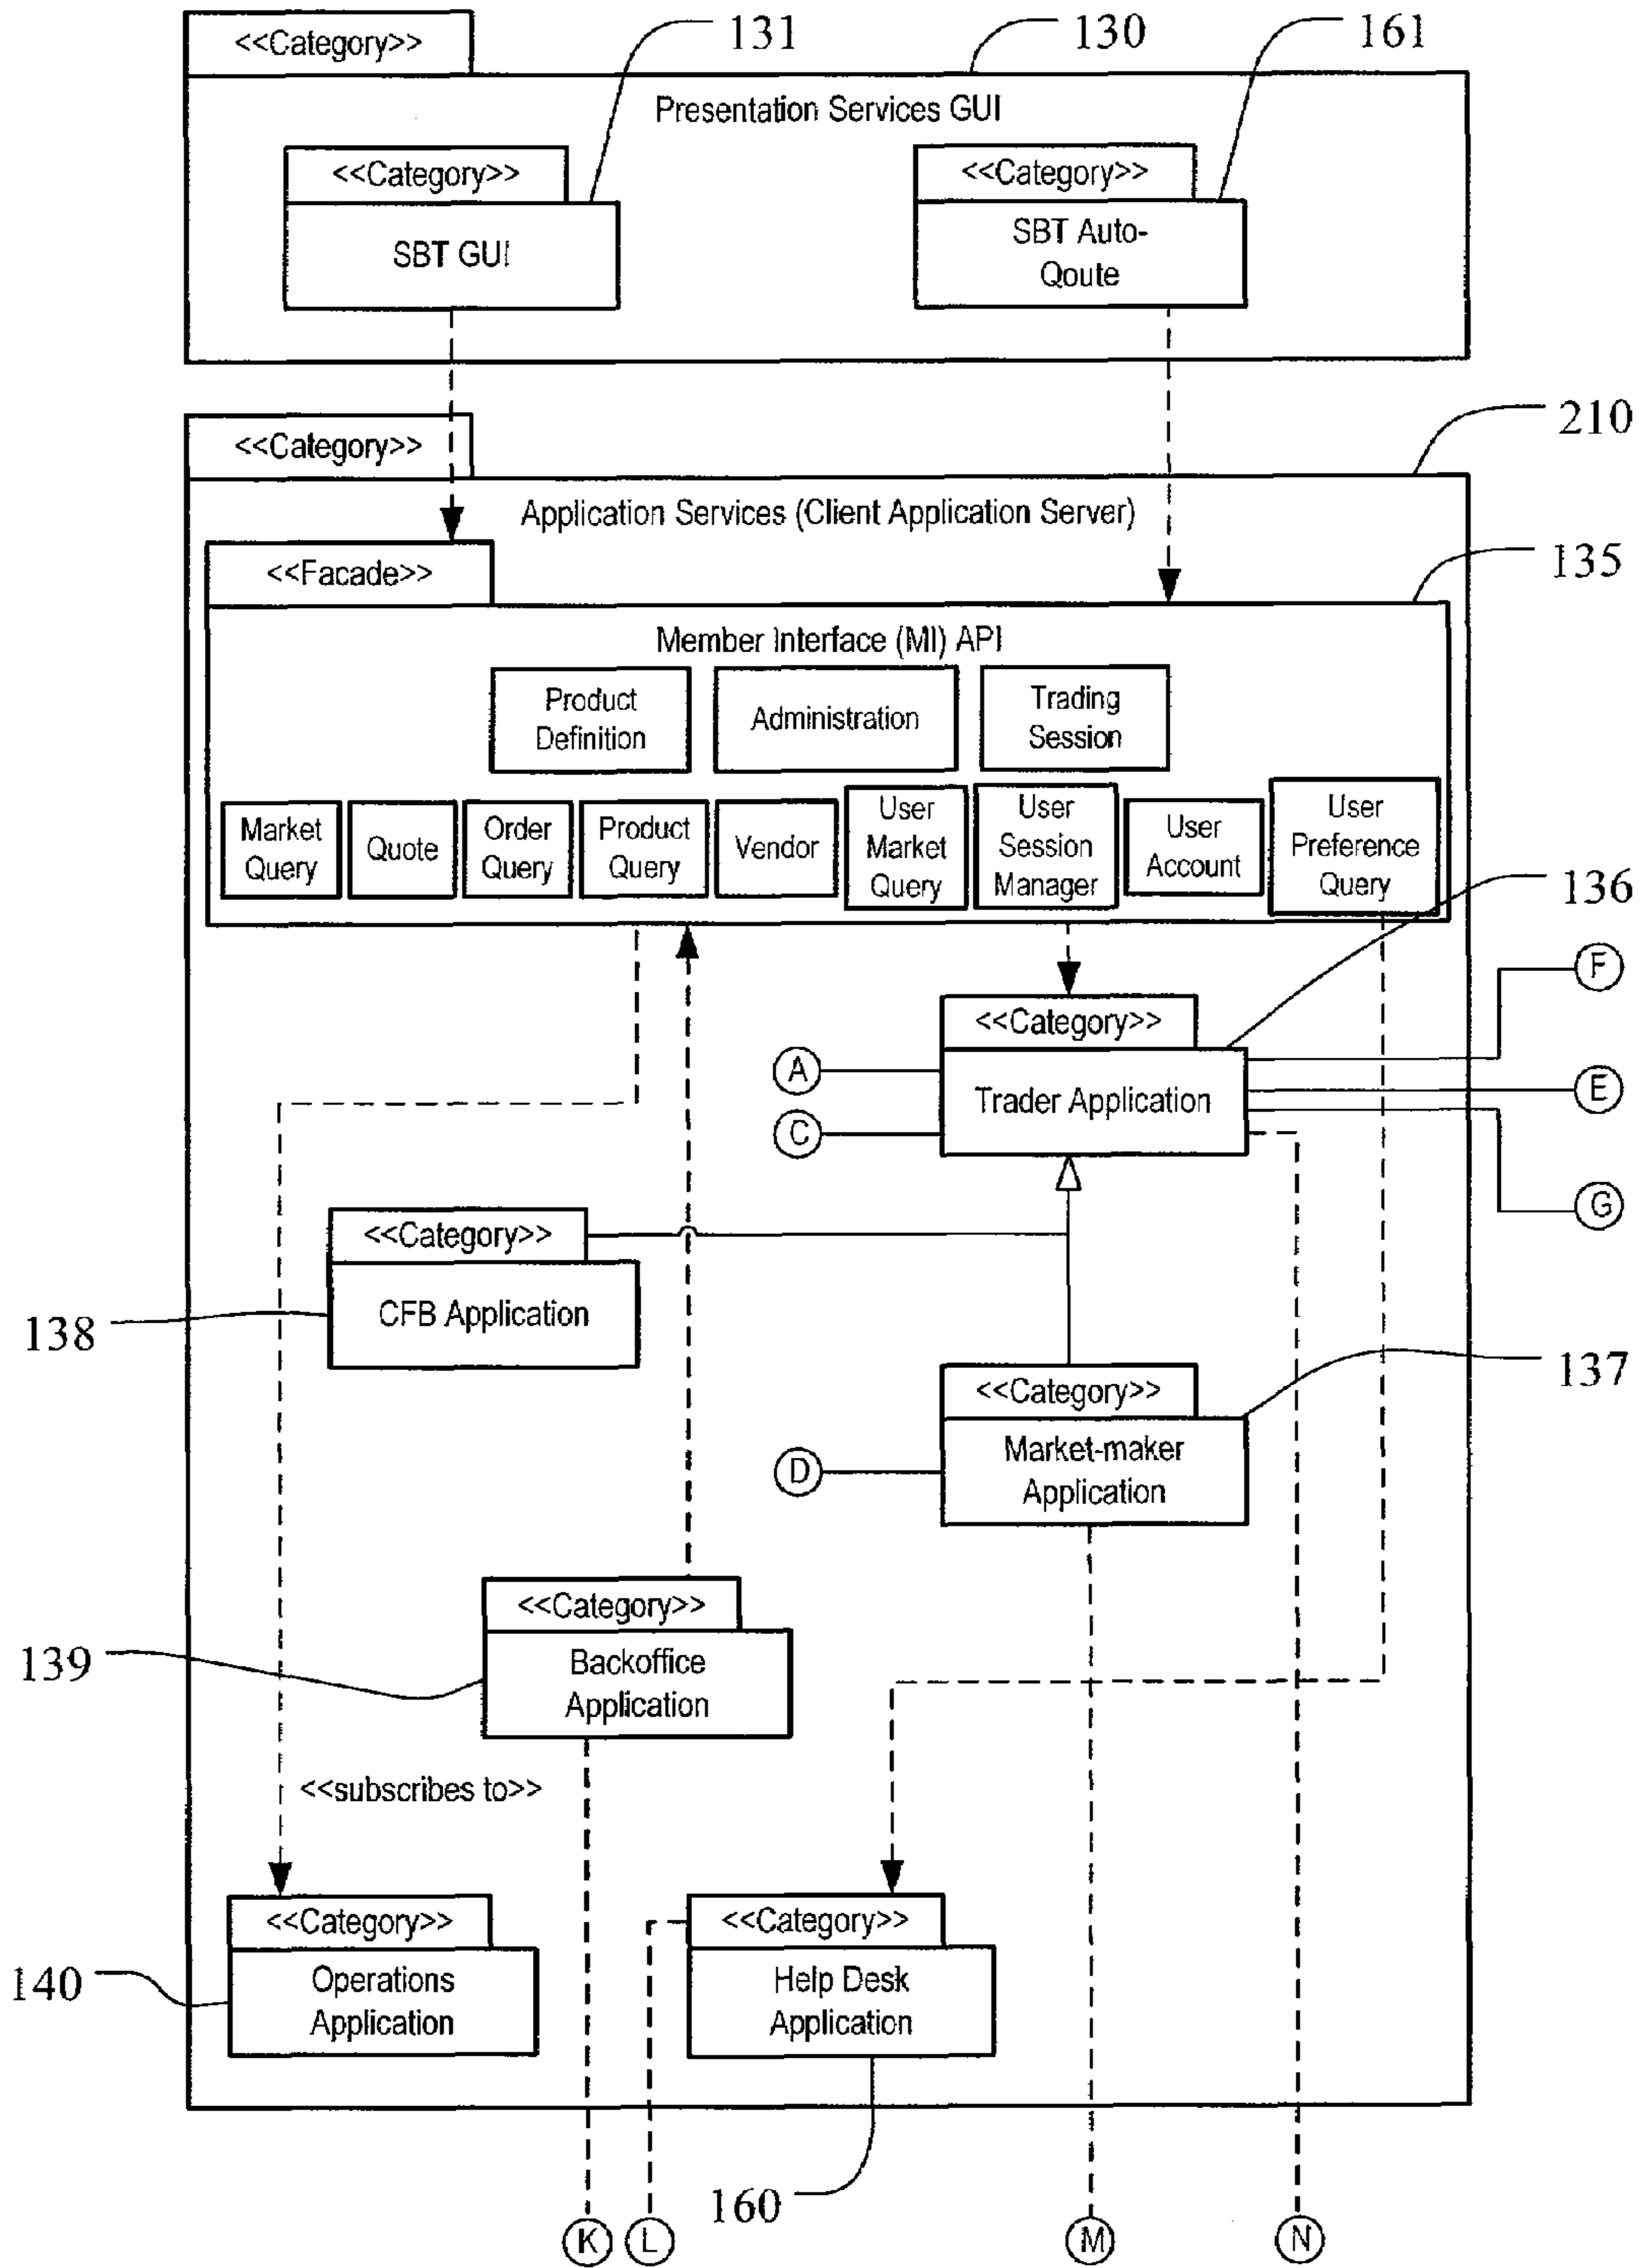 <<Category>>
131
130
161
Presentation Services GUI
<<Category>>
<<Category>>
SBT GUI
SBT Auto-
Qoute
210
<<Category>>
Application Services (Client Application Server)
<<Facade>>
135
Member Interface (MI) API
Product
Definition
Administration
Trading
Session
Market
Query
Quote
Order
Query
Product
Query
Vendor
User
Market
Query
User
Session
Manager
User
Account
User
Preference
Query
136
F
<<Category>>
A
E
Trader Application
C
G
<<Category>>
CFB Application
138
137
<<Category>>
Market-maker
Application
D
<<Category>>
139
Backoffice
Application
<<subscribes to>>
<<Category>>
<<Category>>
140
Operations
Application
Help Desk
Application
160
K
L
M
N